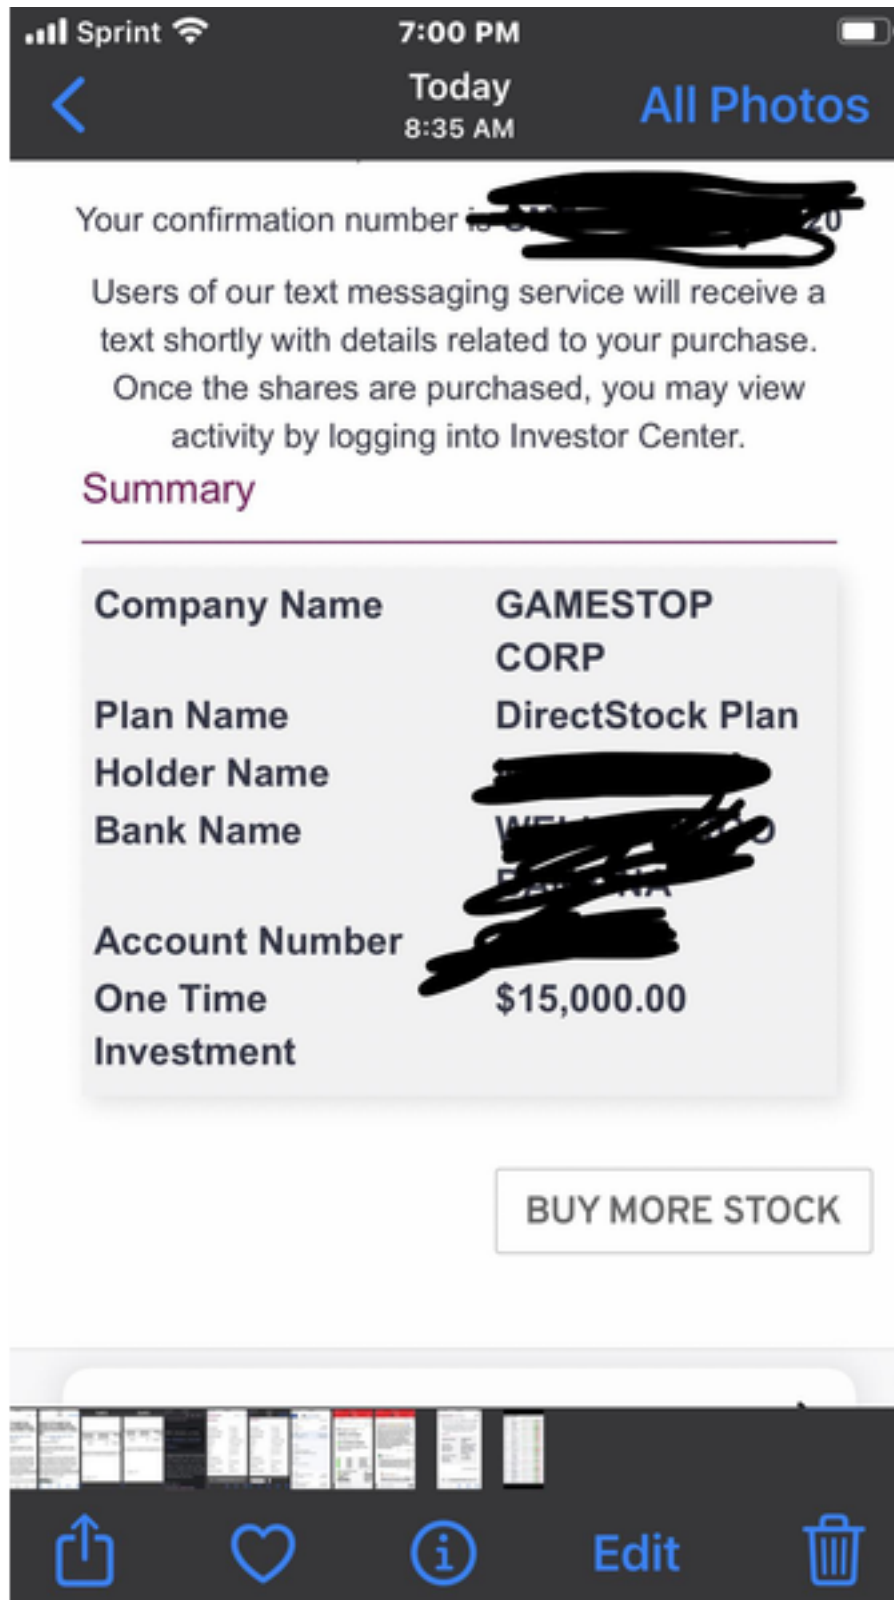 Sprint
7:00 PM
Today
8:35 AM
All Photos
Your confirmation number is
20
Users of our text messaging service will receive a
text shortly with details related to your purchase.
Once the shares are purchased, you may view
activity by logging into Investor Center.
Summary
Company Name GAMESTOP
CORP
Plan Name DirectStock Plan
Holder Name
Bank Name
Account Number
One Time $15,000.00
Investment
BUY MORE STOCK
Edit